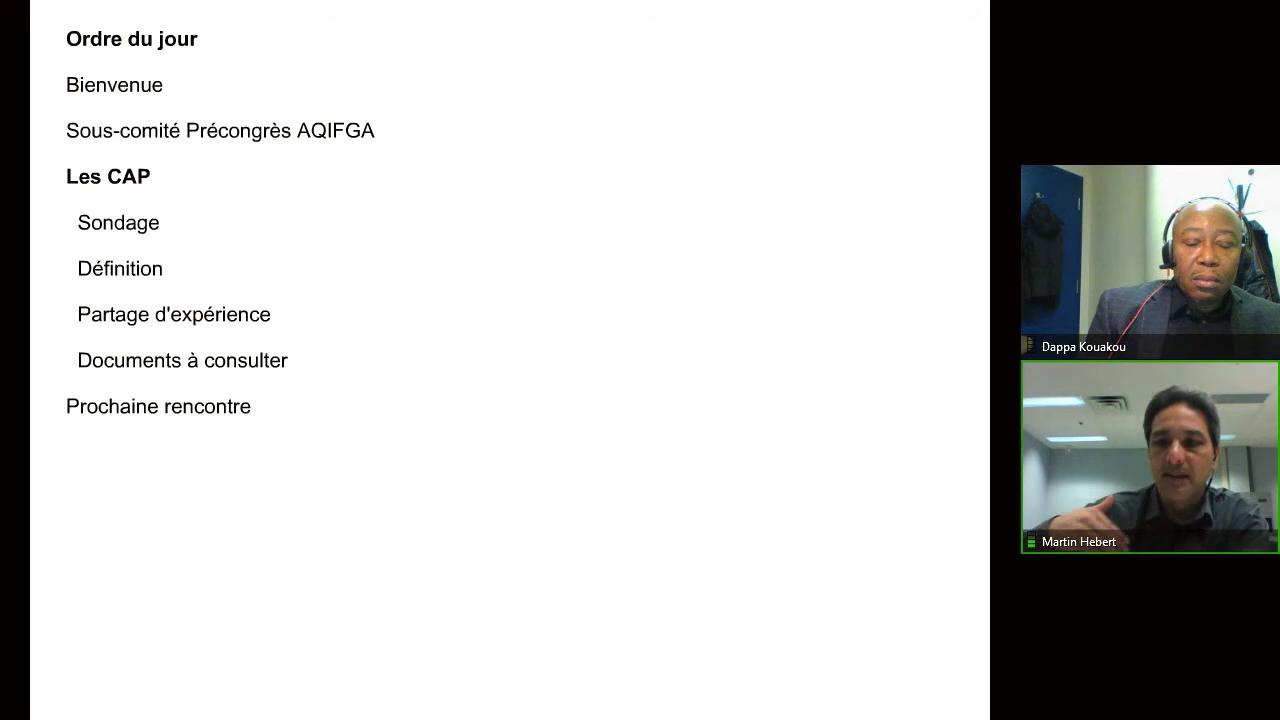 Ordre du jour
Bienvenue
Sous-comité Précongrès AQIFGA
Les CAP
Sondage
Définition
Partage d'expérience
Documents à consulter
Prochaine rencontre
Dappa Kouakou
Martin Hebert